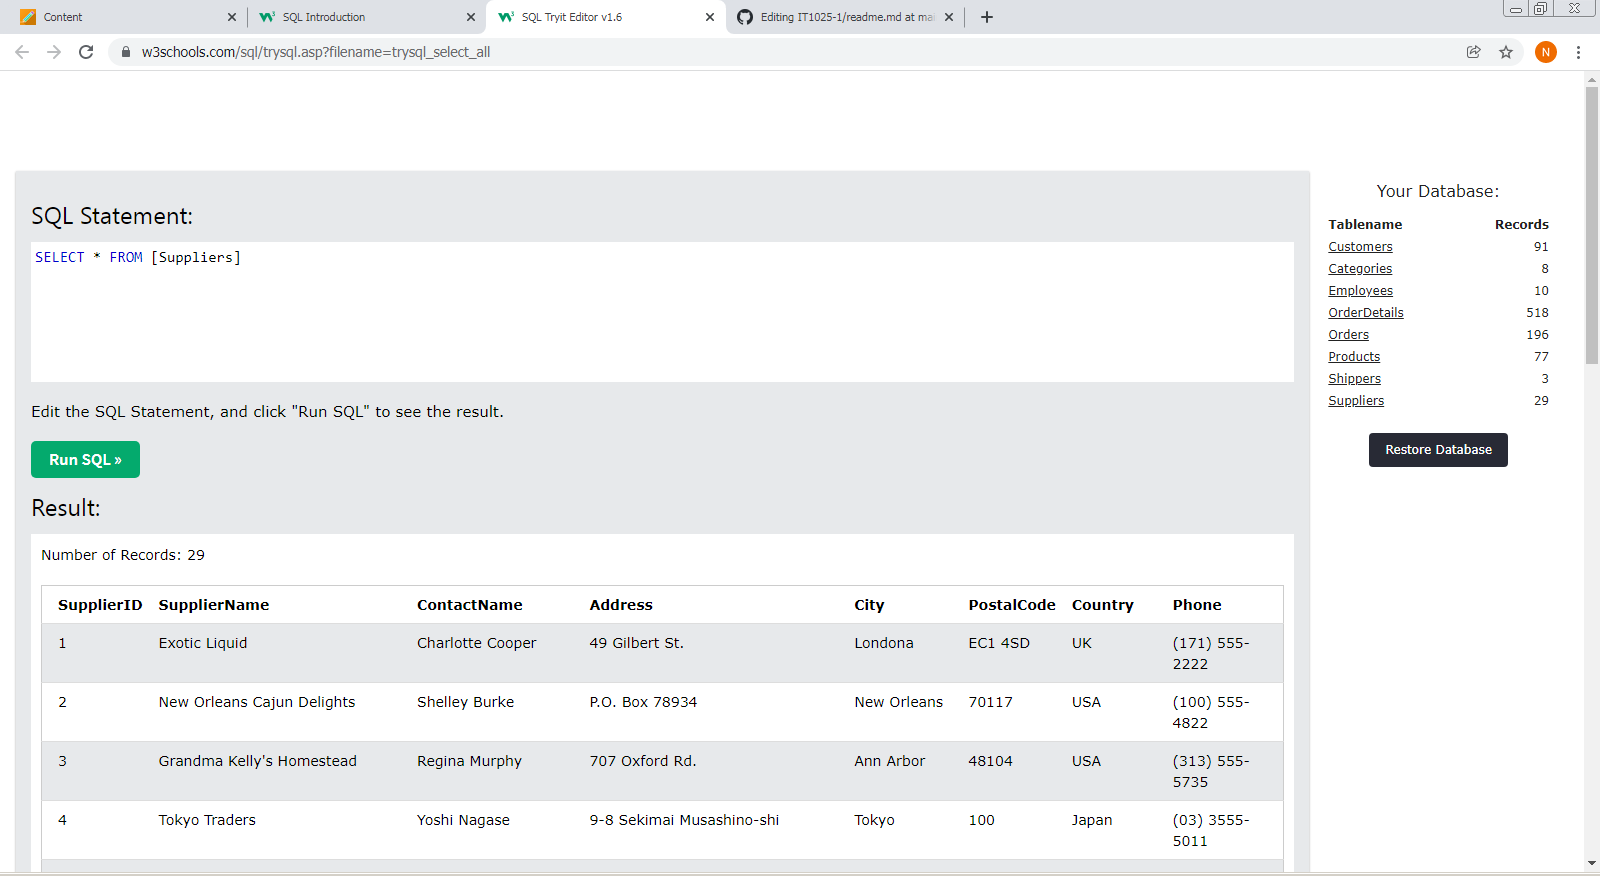 Content
SQL Introduction
SQL Tryit Editor v1.6
Editing IT1025-1/readme.md at mai
w3schools.com/sql/trysql.asp?filename=trysql_select_all
N
SQL Statement:
SELECT * FROM [Suppliers]
Edit the SQL Statement, and click "Run SQL" to see the result.
Run SQL »
Result:
Number of Records: 29
SupplierID SupplierName ContactName Address City PostalCode Country Phone
1 Exotic Liquid Charlotte Cooper 49 Gilbert St. Londona EC1 4SD UK (171) 555-
2222
2 New Orleans Cajun Delights Shelley Burke P.O. Box 78934 New Orleans 70117 USA (100) 555-
4822
3 Grandma Kelly's Homestead Regina Murphy 707 Oxford Rd. Ann Arbor 48104 USA (313) 555-
5735
4 Tokyo Traders Yoshi Nagase 9-8 Sekimai Musashino-shi Tokyo 100 Japan (03) 3555-
5011
Your Database:
Tablename Records
Customers 91
Categories 8
Employees 10
OrderDetails 518
Orders 196
Products 77
Shippers 3
Suppliers 29
Restore Database